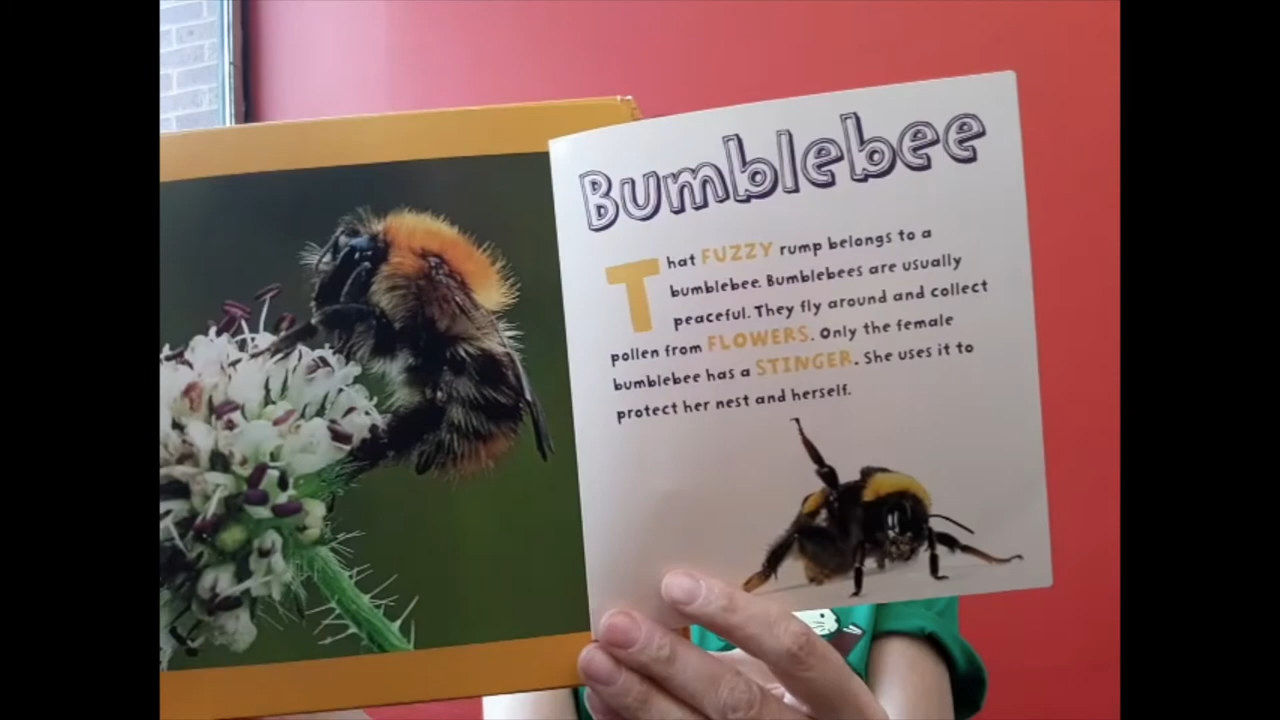 Bumblebee
That FUZZY rump belongs to a
bumblebee. Bumblebees are usually
peaceful. They fly around and collect
pollen from FLOWERS. Only the female
bumblebee has a STINGER. She uses it to
protect her nest and herself.